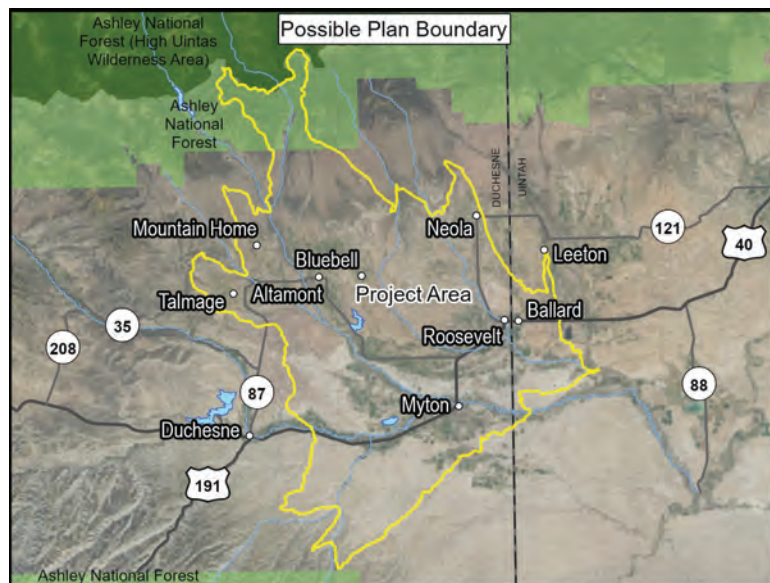 Ashley National
Forest (High Uintas
Wilderness Area)
Possible Plan Boundary
Ashley
National
Forest
DUCHESNE
UINTAH
Mountain Home
Neola
121
40
Leeton
Bluebell
Talmage
Altamont
Project Area
35
Roosevelt
Ballard
208
87
88
Myton
Duchesne
191
Ashley National Forest